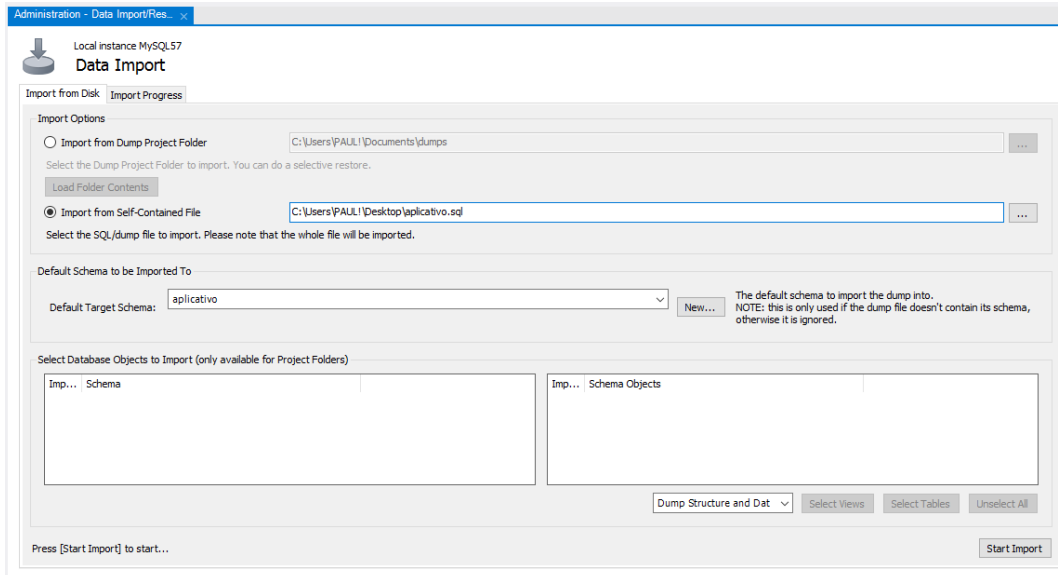 Administration - Data Import/Res...
Local instance MySQL57
Data Import
Import from Disk Import Progress
Import Options
Import from Dump Project Folder C:\Users\PAUL!\Documents\dumps ...
Select the Dump Project Folder to import. You can do a selective restore.
Load Folder Contents
Import from Self-Contained File C:\Users\PAUL!\Desktop\aplicativo.sql ...
Select the SQL/dump file to import. Please note that the whole file will be imported.
Default Schema to be Imported To
Default Target Schema: aplicativo New...
The default schema to import the dump into.
NOTE: this is only used if the dump file doesn't contain its schema,
otherwise it is ignored.
Select Database Objects to Import (only available for Project Folders)
Imp... Schema Imp... Schema Objects
Dump Structure and Dat Select Views Select Tables Unselect All
Press [Start Import] to start... Start Import